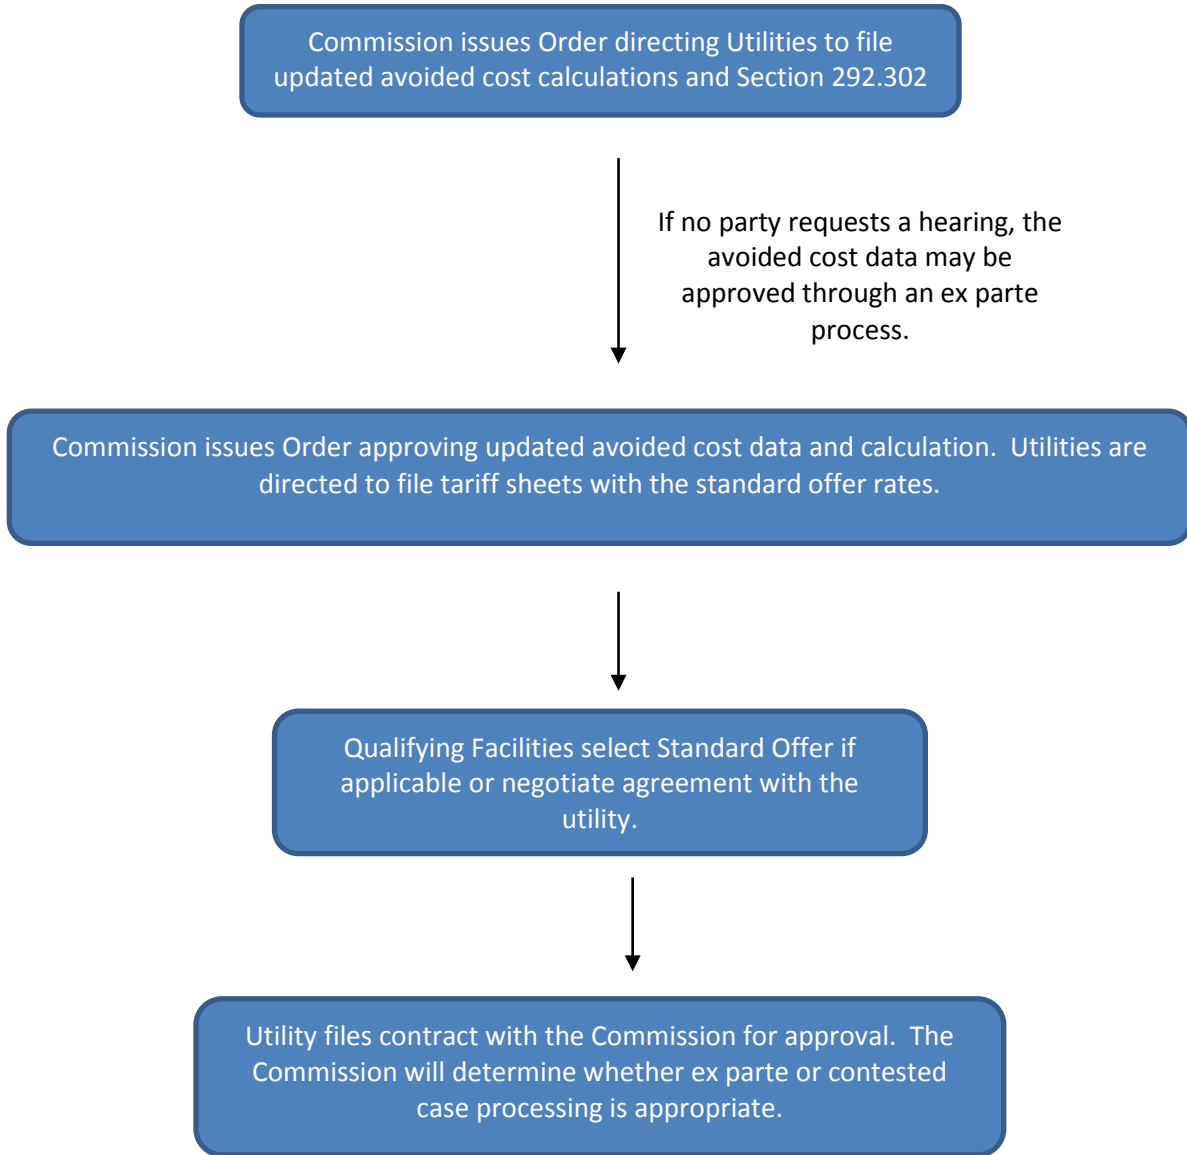 Commission issues Order directing Utilities to file
updated avoided cost calculations and Section 292.302
If no party requests a hearing, the
avoided cost data may be
approved through an ex parte
process.
Commission issues Order approving updated avoided cost data and calculation.  Utilities are
directed to file tariff sheets with the standard offer rates.
Qualifying Facilities select Standard Offer if
applicable or negotiate agreement with the
utility.
Utility files contract with the Commission for approval.  The
Commission will determine whether ex parte or contested
case processing is appropriate.